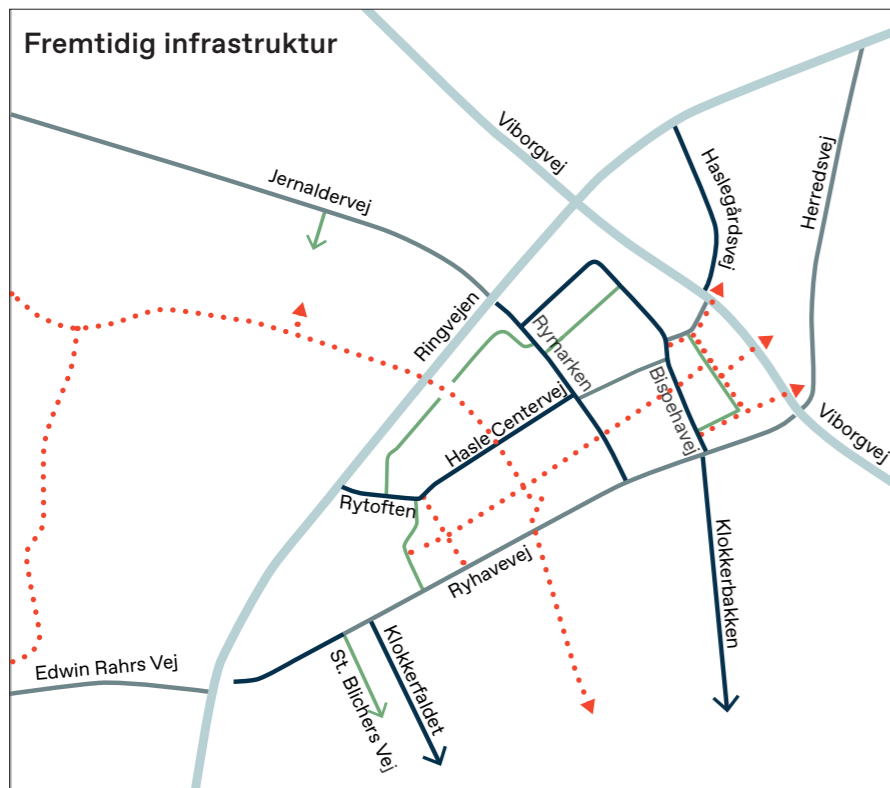 Fremtidig infrastruktur
Viborgvej
Haslegårdsvej
Herredsvej
Jernaldervej
Ringvejen
Rymarken
Bisbehavej
Hasle Centervej
Viborgvej
Rytoften
Ryhavevej
Klokkerbakken
Edwin Rahrs Vej
St. Blichers Vej
Klokkerfaldet